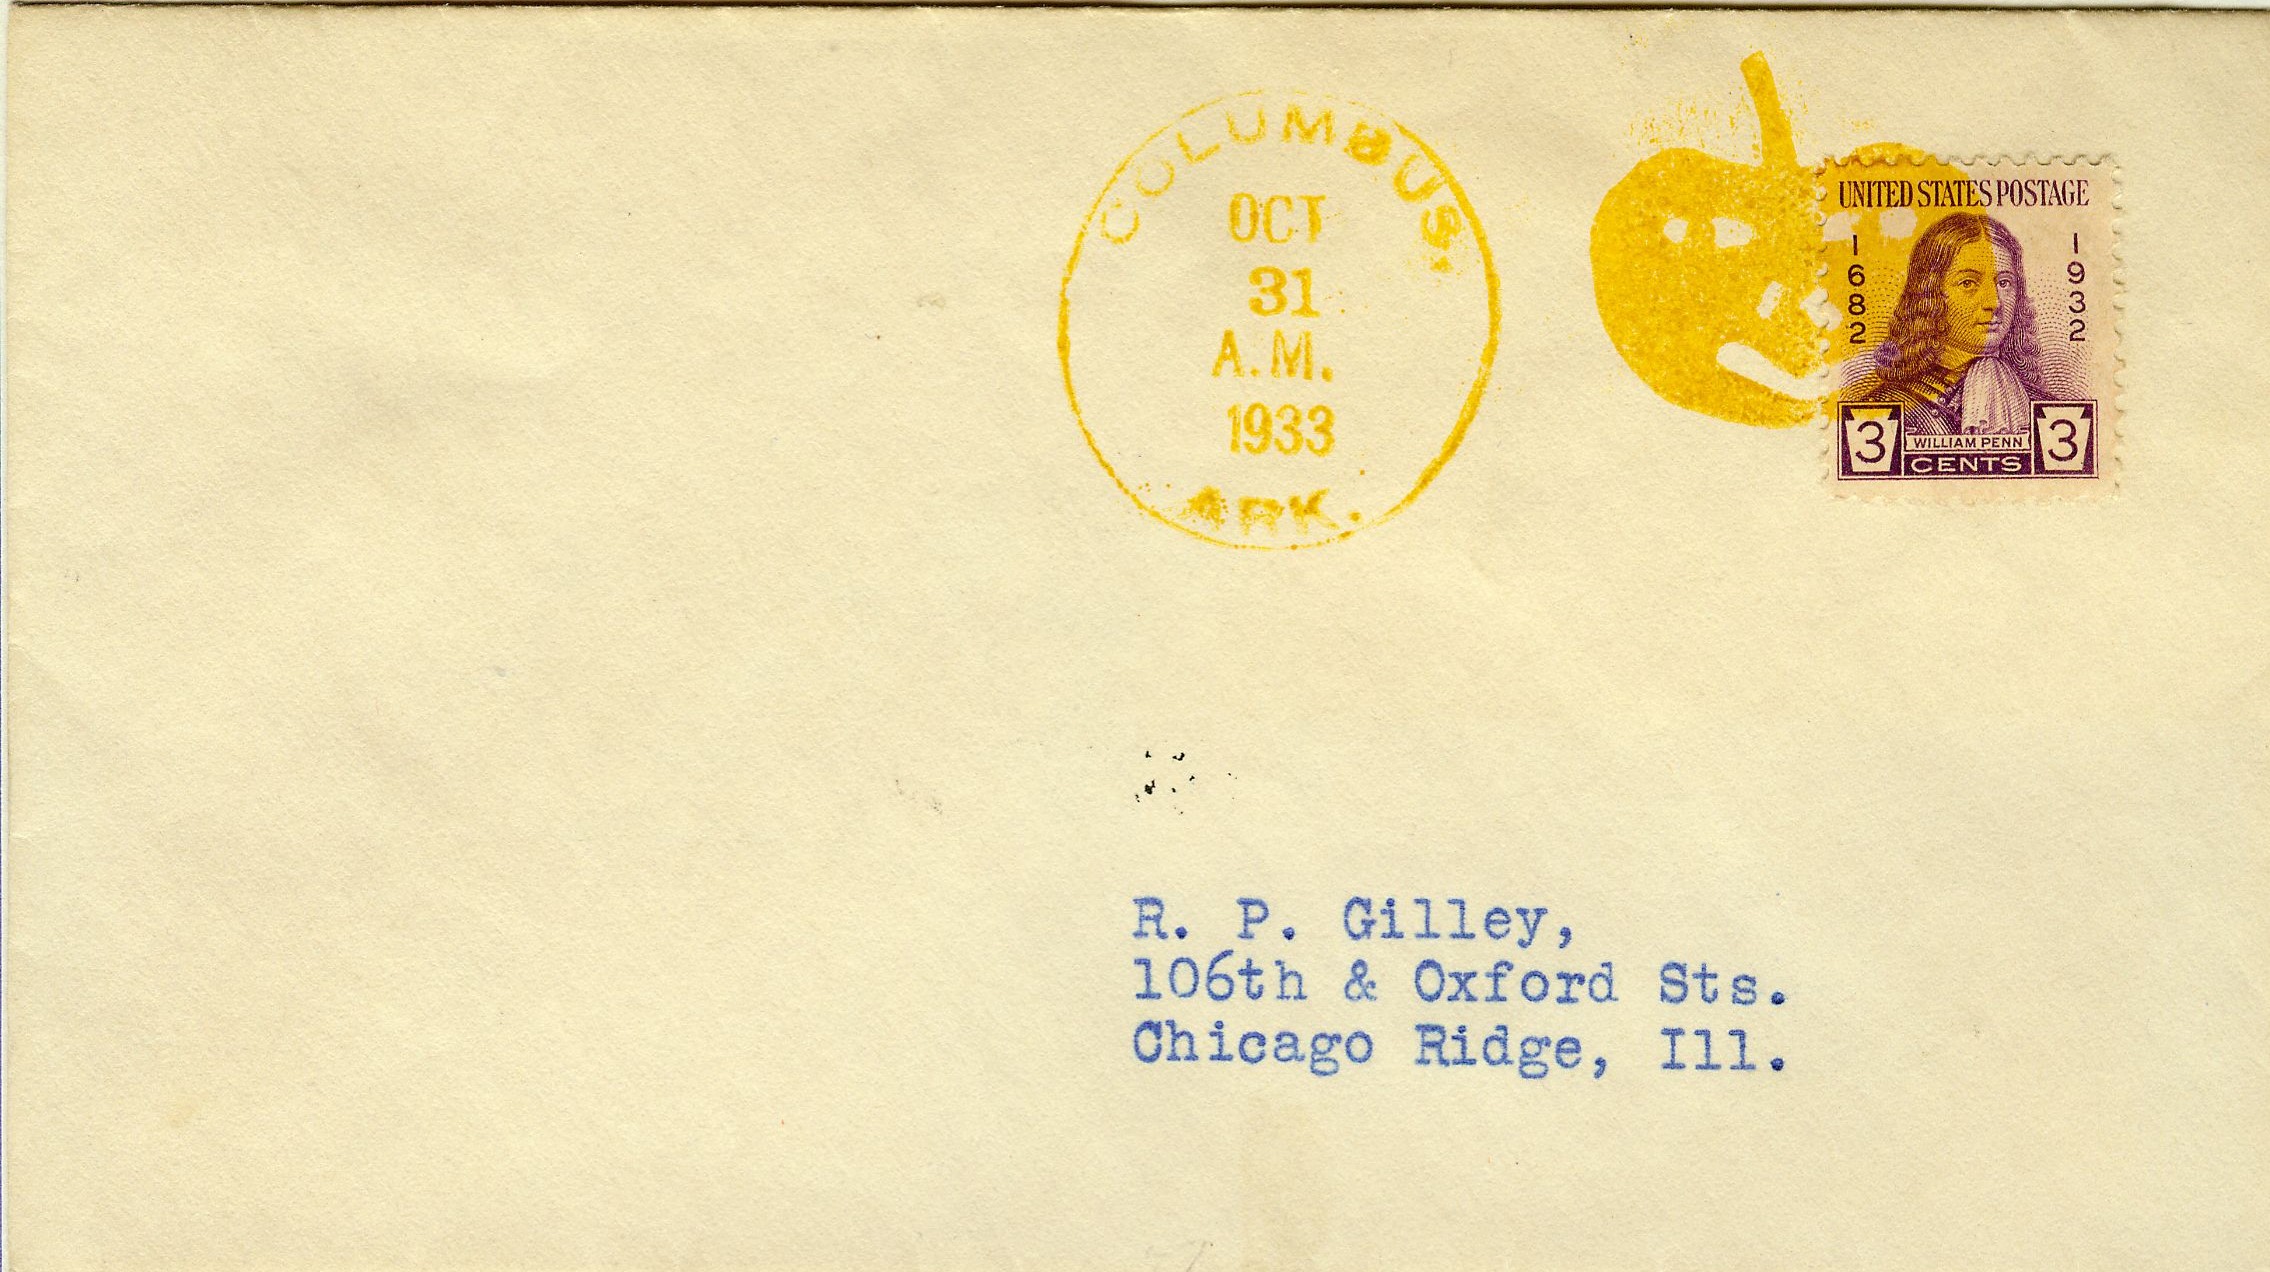 COLUMBUS,
OCT
31
A.M.
1933
ARK.
UNITED STATES POSTAGE
1682
1932
3
WILLIAM PENN
CENTS
3
R. P. Gilley,
106th & Oxford Sts.
Chicago Ridge, Ill.